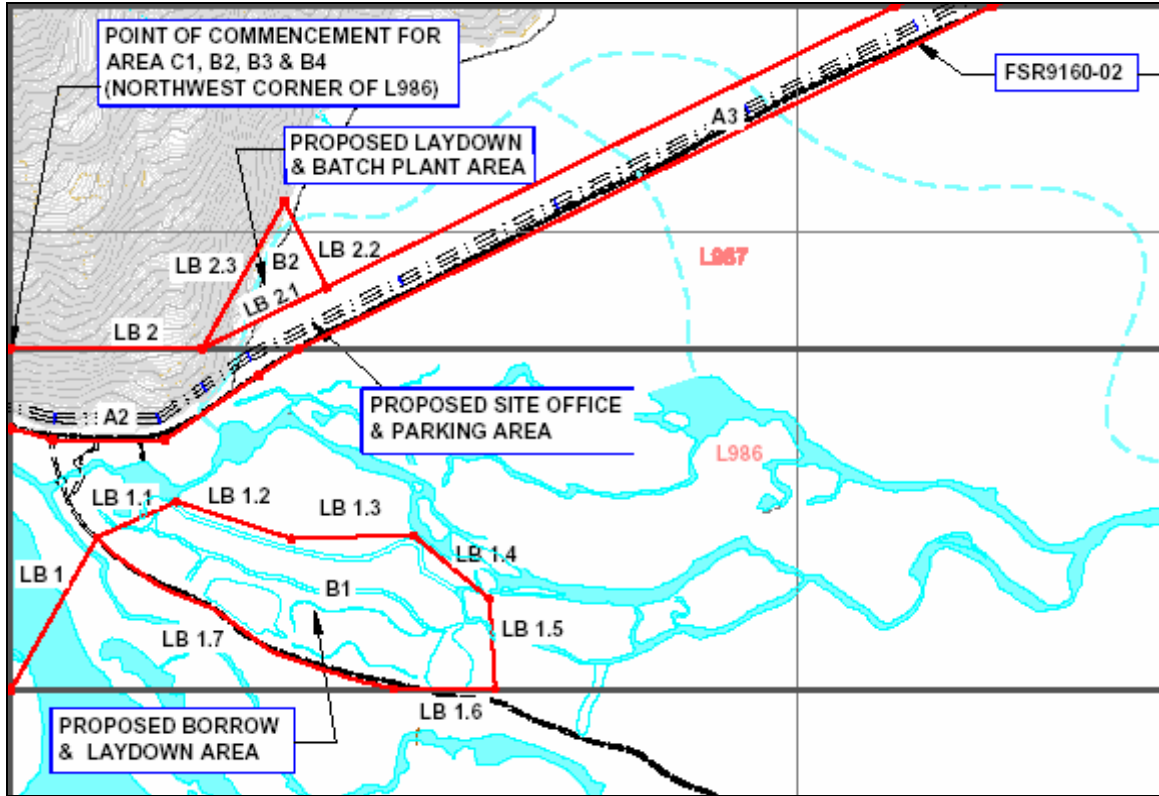 POINT OF COMMENCEMENT FOR
AREA C1, B2, B3 & B4
(NORTHWEST CORNER OF L986)
FSR9160-02
A3
PROPOSED LAYDOWN
& BATCH PLANT AREA
LB 2.3
B2
LB 2.2
LB 2.1
LB 2
A2
PROPOSED SITE OFFICE
& PARKING AREA
L986
LB 1.1
LB 1.2
LB 1.3
LB 1.4
LB 1
B1
LB 1.5
LB 1.7
LB 1.6
PROPOSED BORROW
& LAYDOWN AREA